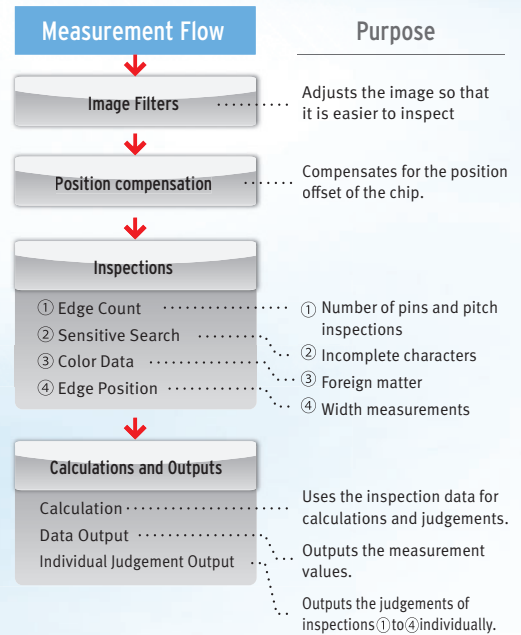 Measurement Flow
Purpose
Image Filters
Adjusts the image so that
it is easier to inspect
Position compensation
Compensates for the position
offset of the chip.
Inspections
① Edge Count
② Sensitive Search
③ Color Data
④ Edge Position
① Number of pins and pitch
inspections
② Incomplete characters
③ Foreign matter
④ Width measurements
Calculations and Outputs
Calculation
Data Output
Individual Judgement Output
Uses the inspection data for
calculations and judgements.
Outputs the measurement
values.
Outputs the judgements of
inspections①to④individually.